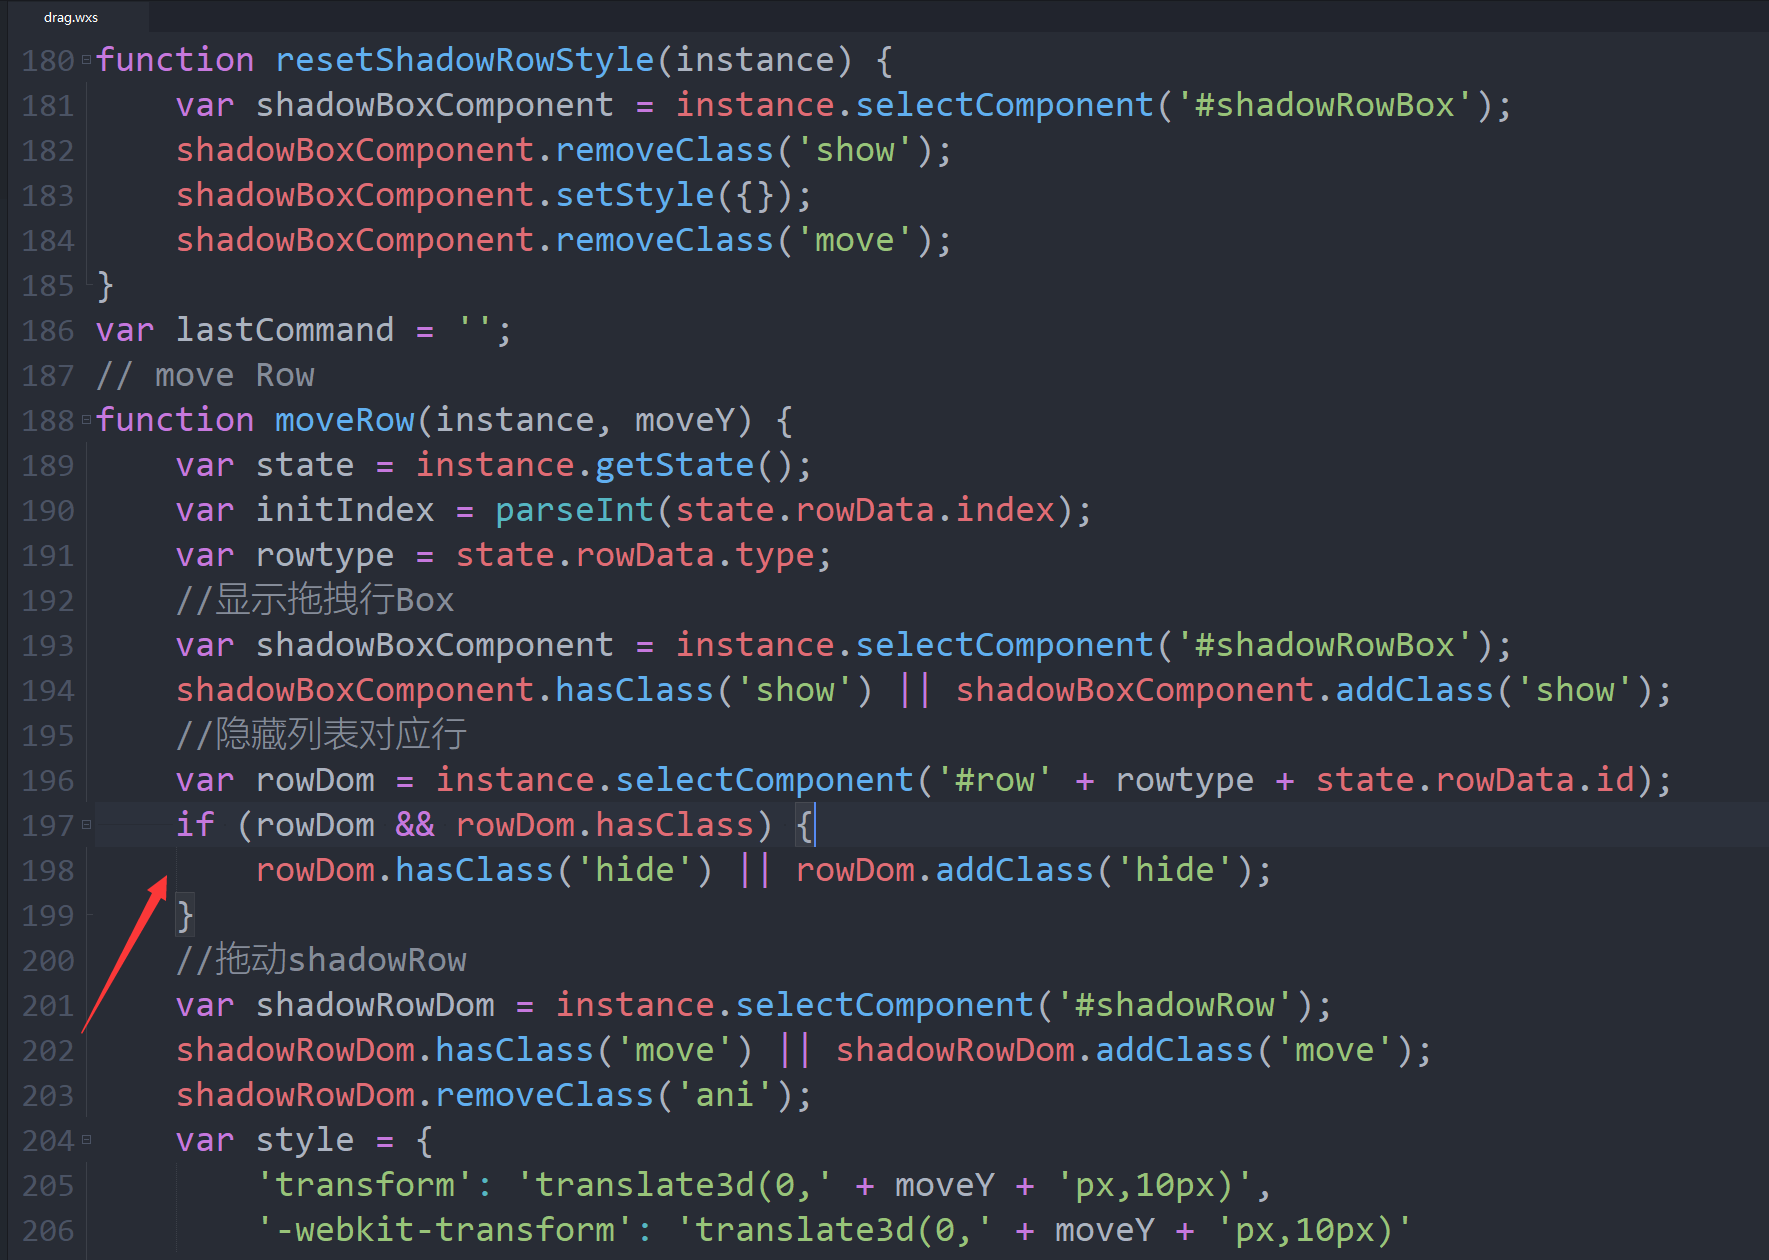 drag.wxs
180 function resetShadowRowStyle(instance) {
181     var shadowBoxComponent = instance.selectComponent('#shadowRowBox');
182     shadowBoxComponent.removeClass('show');
183     shadowBoxComponent.setStyle({});
184     shadowBoxComponent.removeClass('move');
185 }
186 var lastCommand = '';
187 // move Row
188 function moveRow(instance, moveY) {
189     var state = instance.getState();
190     var initIndex = parseInt(state.rowData.index);
191     var rowtype = state.rowData.type;
192     //显示拖拽行Box
193     var shadowBoxComponent = instance.selectComponent('#shadowRowBox');
194     shadowBoxComponent.hasClass('show') || shadowBoxComponent.addClass('show');
195     //隐藏列表对应行
196     var rowDom = instance.selectComponent('#row' + rowtype + state.rowData.id);
197     if (rowDom && rowDom.hasClass) {
198         rowDom.hasClass('hide') || rowDom.addClass('hide');
199     }
200     //拖动shadowRow
201     var shadowRowDom = instance.selectComponent('#shadowRow');
202     shadowRowDom.hasClass('move') || shadowRowDom.addClass('move');
203     shadowRowDom.removeClass('ani');
204     var style = {
205         'transform': 'translate3d(0,' + moveY + 'px,10px)',
206         '-webkit-transform': 'translate3d(0,' + moveY + 'px,10px)'